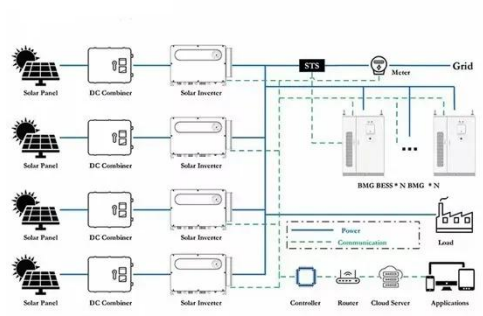 STS
Meter
Grid
Solar Panel
DC Combiner
Solar Inverter
Solar Panel
DC Combiner
Solar Inverter
BMG BESS * N BMG * N
Solar Panel
DC Combiner
Solar Inverter
Power
Communication
Load
Solar Panel
DC Combiner
Solar Inverter
Controller
Router
Cloud Server
Applications